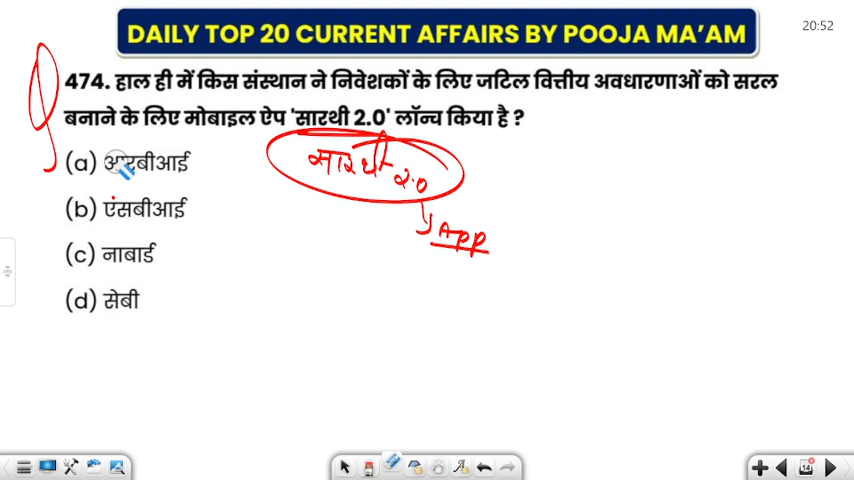 20:52
DAILY TOP 20 CURRENT AFFAIRS BY POOJA MA'AM
474. हाल ही में किस संस्थान ने निवेशकों के लिए जटिल वित्तीय अवधारणाओं को सरल
बनाने के लिए मोबाइल ऐप 'सारथी 2.0' लॉन्च किया है ?
(a) आरबीआई
सारथी 2.0
(b) एसबीआई
App
(c) नाबार्ड
(d) सेबी
14